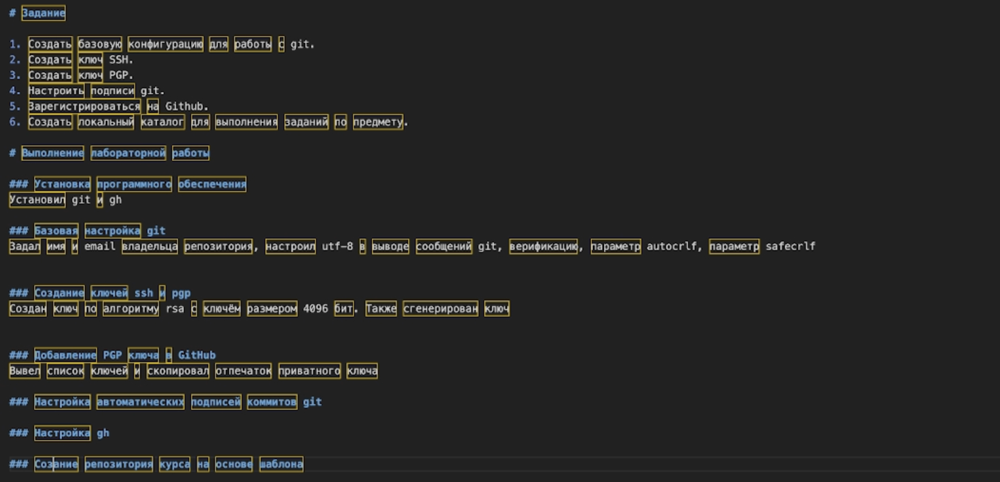 # Задание
1. Создать базовую конфигурацию для работы с git.
2. Создать ключ SSH.
3. Создать ключ PGP.
4. Настроить подписи git.
5. Зарегистрироваться на Github.
6. Создать локальный каталог для выполнения заданий по предмету.
# Выполнение лабораторной работы
### Установка программного обеспечения
Установил git и gh
### Базовая настройка git
Задал имя и email владельца репозитория, настроил utf-8 в выводе сообщений git, верификацию, параметр autocrlf, параметр safecrlf
### Создание ключей ssh и pgp
Создан ключ по алгоритму rsa с ключём размером 4096 бит. Также сгенерирован ключ
### Добавление PGP ключа в GitHub
Вывел список ключей и скопировал отпечаток приватного ключа
### Настройка автоматических подписей коммитов git
### Настройка gh
### Созание репозитория курса на основе шаблона